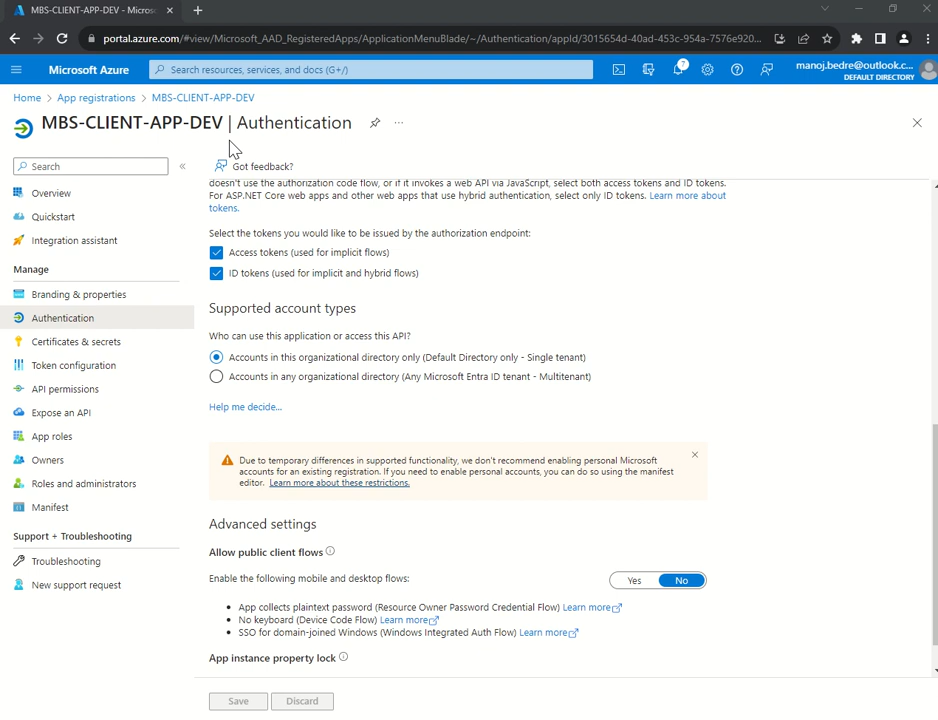 MBS-CLIENT-APP-DEV - Micros
portal.azure.com/#view/Microsoft_AAD_RegisteredApps/ApplicationMenuBlade/~/Authentication/appId/3015654d-40ad-453c-954a-7576e920...
Microsoft Azure
Search resources, services, and docs (G+/)
7
manoj.bedre@outlook.c...
DEFAULT DIRECTORY
Home > App registrations > MBS-CLIENT-APP-DEV
MBS-CLIENT-APP-DEV | Authentication
Search
Got feedback?
Overview
Quickstart
Integration assistant
Manage
Branding & properties
Authentication
Certificates & secrets
Token configuration
API permissions
Expose an API
App roles
Owners
Roles and administrators
Manifest
Support + Troubleshooting
Troubleshooting
New support request
doesn't use the authorization code flow, or if it invokes a web API via JavaScript, select both access tokens and ID tokens.
For ASP.NET Core web apps and other web apps that use hybrid authentication, select only ID tokens. Learn more about
tokens.
Select the tokens you would like to be issued by the authorization endpoint:
Access tokens (used for implicit flows)
ID tokens (used for implicit and hybrid flows)
Supported account types
Who can use this application or access this API?
Accounts in this organizational directory only (Default Directory only - Single tenant)
Accounts in any organizational directory (Any Microsoft Entra ID tenant - Multitenant)
Help me decide...
Due to temporary differences in supported functionality, we don't recommend enabling personal Microsoft
accounts for an existing registration. If you need to enable personal accounts, you can do so using the manifest
editor. Learn more about these restrictions.
Advanced settings
Allow public client flows
Enable the following mobile and desktop flows:
Yes No
• App collects plaintext password (Resource Owner Password Credential Flow) Learn more
• No keyboard (Device Code Flow) Learn more
• SSO for domain-joined Windows (Windows Integrated Auth Flow) Learn more
App instance property lock
Save Discard